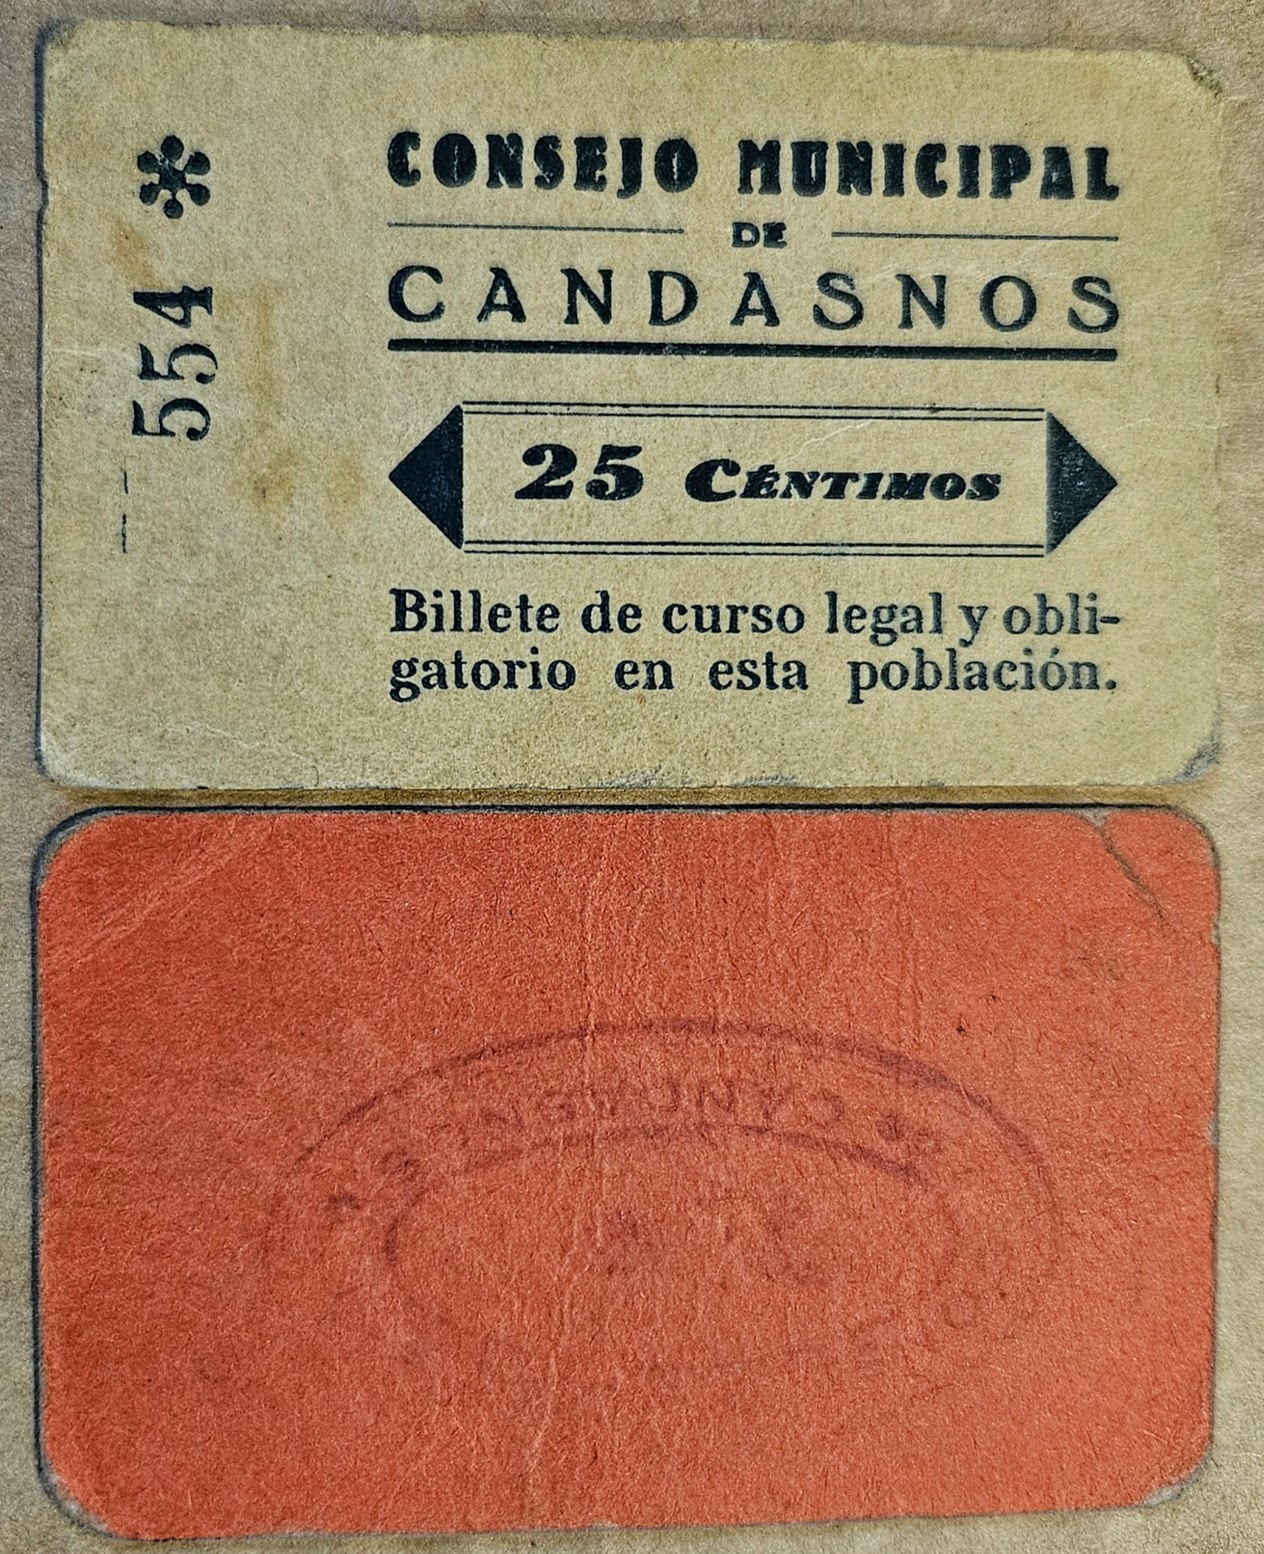 CONSEJO MUNICIPAL
DE
CANDASNOS
25 CÉNTIMOS
Billete de curso legal y obli-
gatorio en esta población.
554